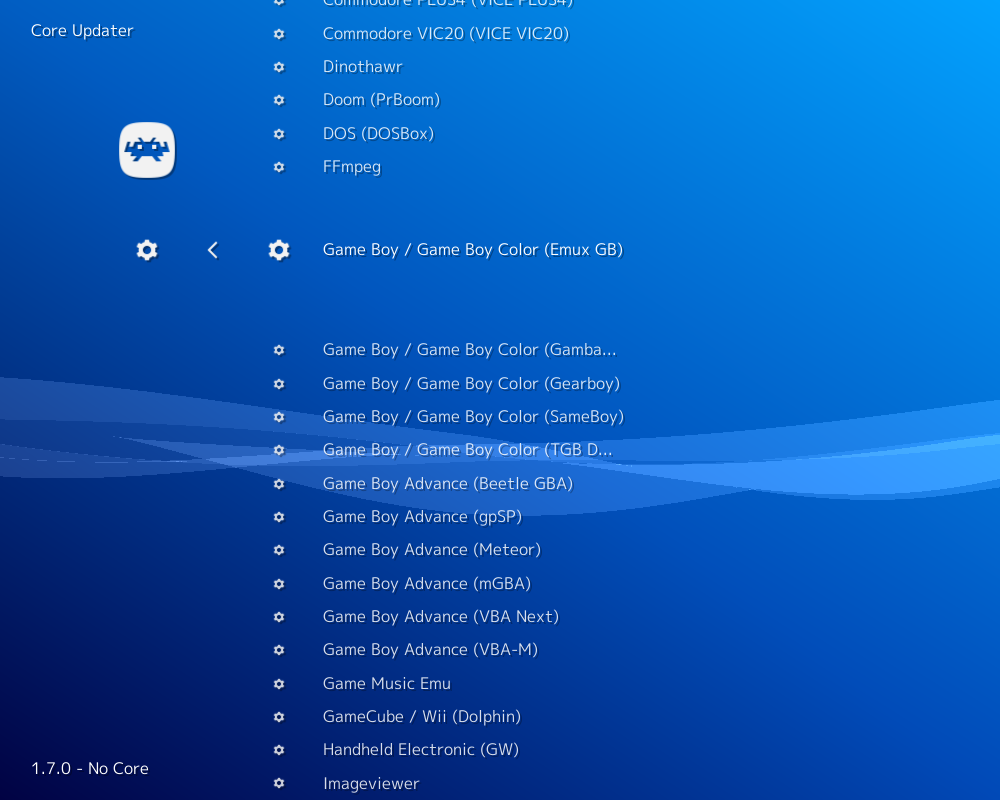 Commodore PLUS4 (VICE PLUS4)
Core Updater
Commodore VIC20 (VICE VIC20)
Dinothawr
Doom (PrBoom)
DOS (DOSBox)
FFmpeg
Game Boy / Game Boy Color (Emux GB)
Game Boy / Game Boy Color (Gamba...
Game Boy / Game Boy Color (Gearboy)
Game Boy / Game Boy Color (SameBoy)
Game Boy / Game Boy Color (TGB D...
Game Boy Advance (Beetle GBA)
Game Boy Advance (gpSP)
Game Boy Advance (Meteor)
Game Boy Advance (mGBA)
Game Boy Advance (VBA Next)
Game Boy Advance (VBA-M)
Game Music Emu
GameCube / Wii (Dolphin)
Handheld Electronic (GW)
1.7.0 - No Core
Imageviewer